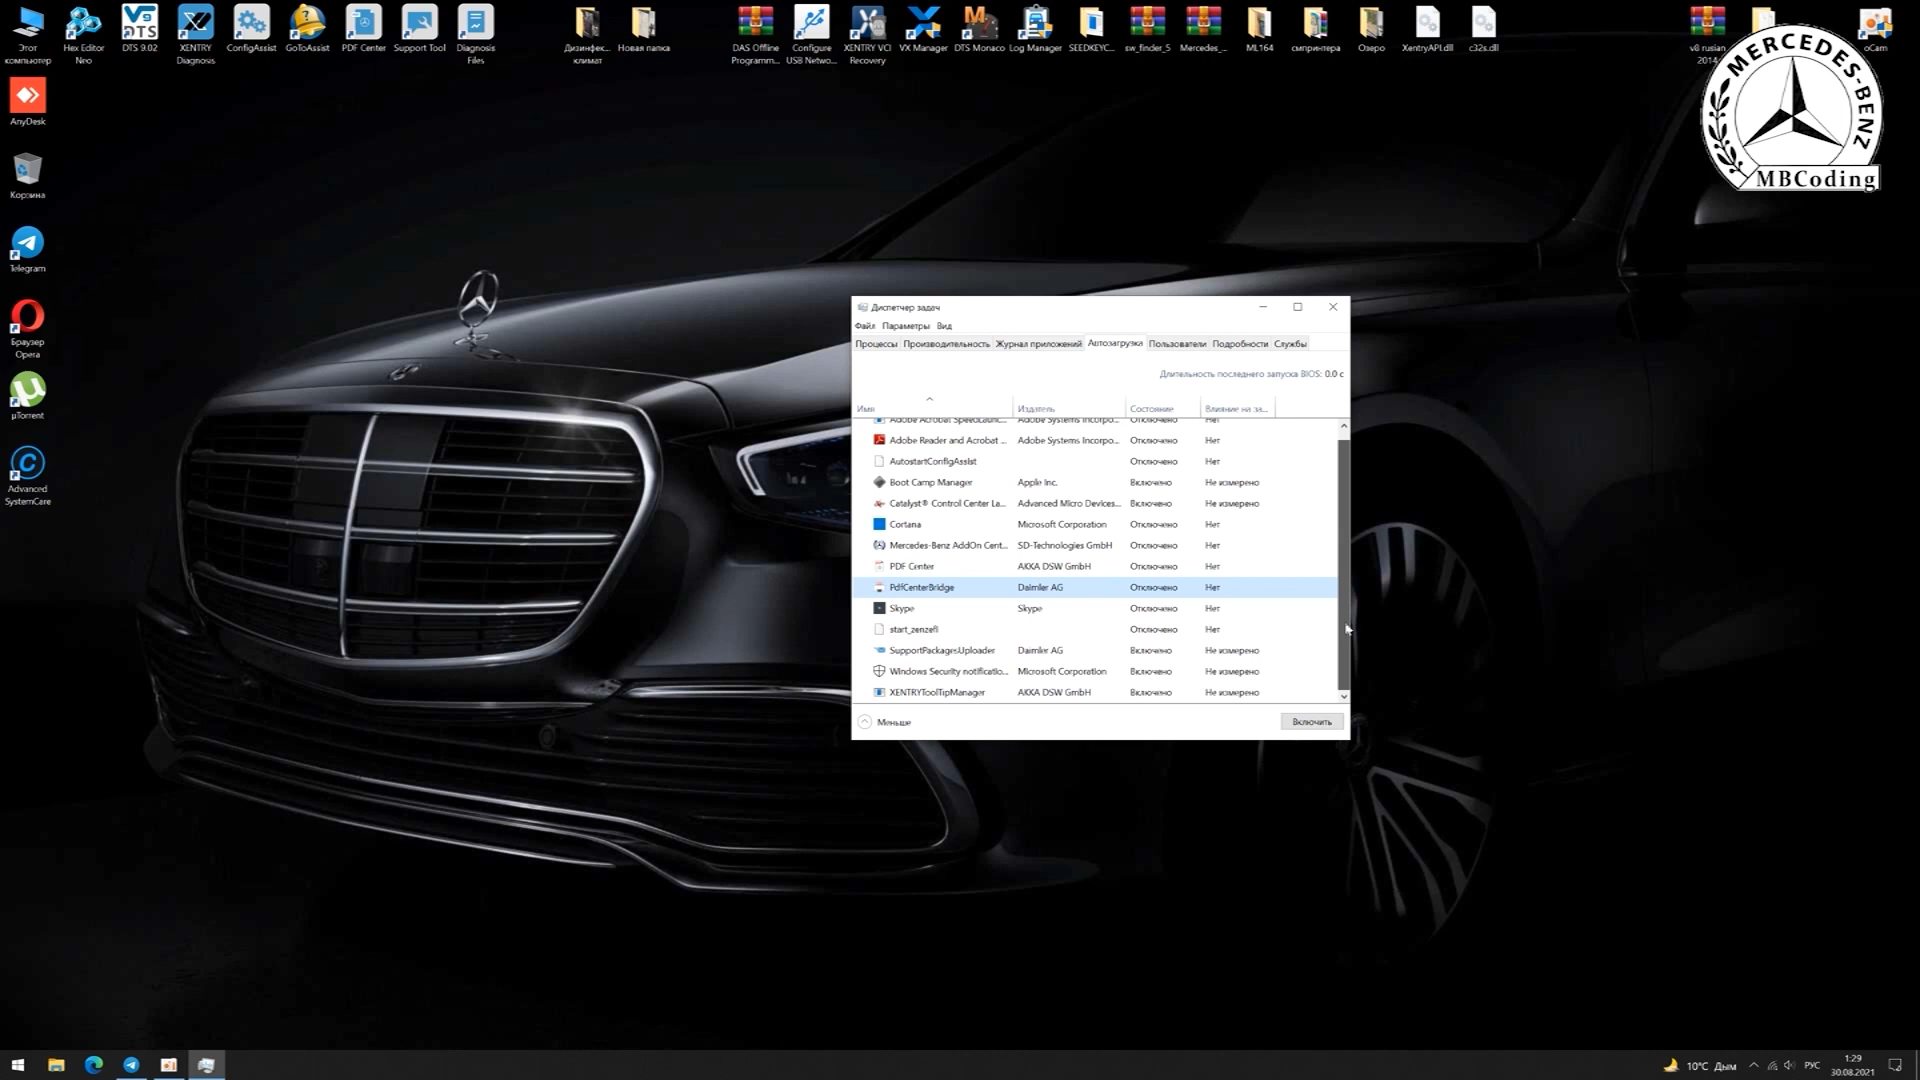 Этот
компьютер
Hex Editor
Neo
DTS 9.02
XENTRY
Diagnosis
ConfigAssist
GoToAssist
PDF Center
Support Tool
Diagnosis
Files
Дизинфек...
климат
Новая папка
DAS Offline
Programm...
Configure
USB Netwo...
XENTRY VCI
Recovery
VX Manager
DTS Monaco
Log Manager
SEEDKEYC...
sw_finder_5
Mercedes_...
ML164
смпринтера
Озеро
XentryAPI.dll
c32s.dll
v8 rusian
2014
oCam
MERCEDES-BENZ
MBCoding
AnyDesk
Корзина
Telegram
Браузер
Opera
µTorrent
Advanced
SystemCare
Диспетчер задач
Файл Параметры Вид
Процессы Производительность Журнал приложений Автозагрузка Пользователи Подробности Службы
Длительность последнего запуска BIOS: 0.0 с
Имя Издатель Состояние Влияние на за...
Adobe Acrobat SpeedLaunc... Adobe Systems Incorpo... Отключено Нет
Adobe Reader and Acrobat ... Adobe Systems Incorpo... Отключено Нет
AutostartConfigAssist Отключено Нет
Boot Camp Manager Apple Inc. Включено Не измерено
Catalyst® Control Center La... Advanced Micro Devices... Включено Не измерено
Cortana Microsoft Corporation Отключено Нет
Mercedes-Benz AddOn Cent... SD-Technologies GmbH Отключено Нет
PDF Center AKKA DSW GmbH Отключено Нет
PdfCenterBridge Daimler AG Отключено Нет
Skype Skype Отключено Нет
start_zenzefi Отключено Нет
SupportPackagesUploader Daimler AG Включено Не измерено
Windows Security notificatio... Microsoft Corporation Включено Не измерено
XENTRYToolTipManager AKKA DSW GmbH Включено Не измерено
Меньше Включить
10°C Дым РУС 1:29
30.08.2021